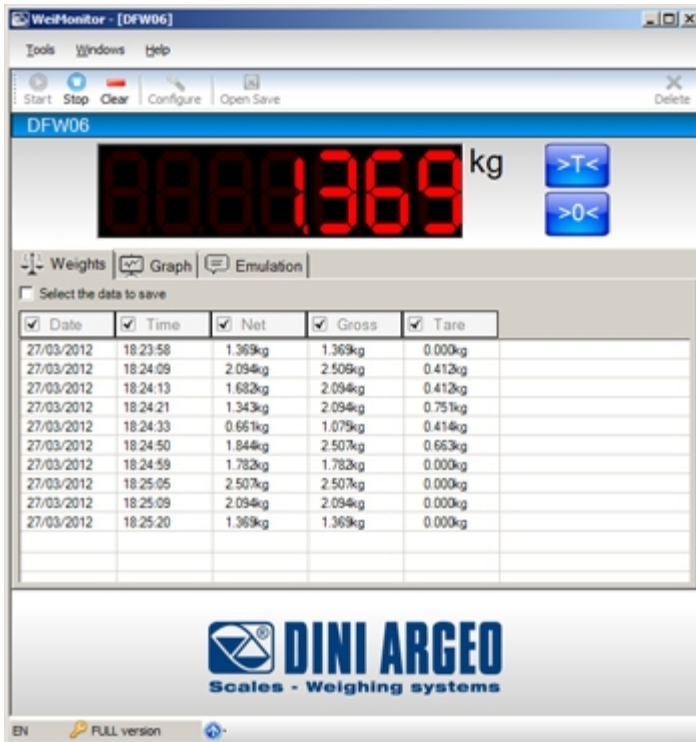 WeiMonitor - [DFW06]
Tools Windows Help
Start Stop Clear Configure Open Save Delete
DFW06
1.369 kg >T<
>0<
Weights Graph Emulation
Select the data to save
Date Time Net Gross Tare
27/03/2012 18:23:58 1.369kg 1.369kg 0.000kg
27/03/2012 18:24:09 2.094kg 2.506kg 0.412kg
27/03/2012 18:24:13 1.682kg 2.094kg 0.412kg
27/03/2012 18:24:21 1.343kg 2.094kg 0.751kg
27/03/2012 18:24:33 0.661kg 1.075kg 0.414kg
27/03/2012 18:24:50 1.844kg 2.507kg 0.663kg
27/03/2012 18:24:59 1.782kg 1.782kg 0.000kg
27/03/2012 18:25:05 2.507kg 2.507kg 0.000kg
27/03/2012 18:25:09 2.094kg 2.094kg 0.000kg
27/03/2012 18:25:20 1.369kg 1.369kg 0.000kg
DINI ARGEO
Scales - Weighing systems
EN FULL version